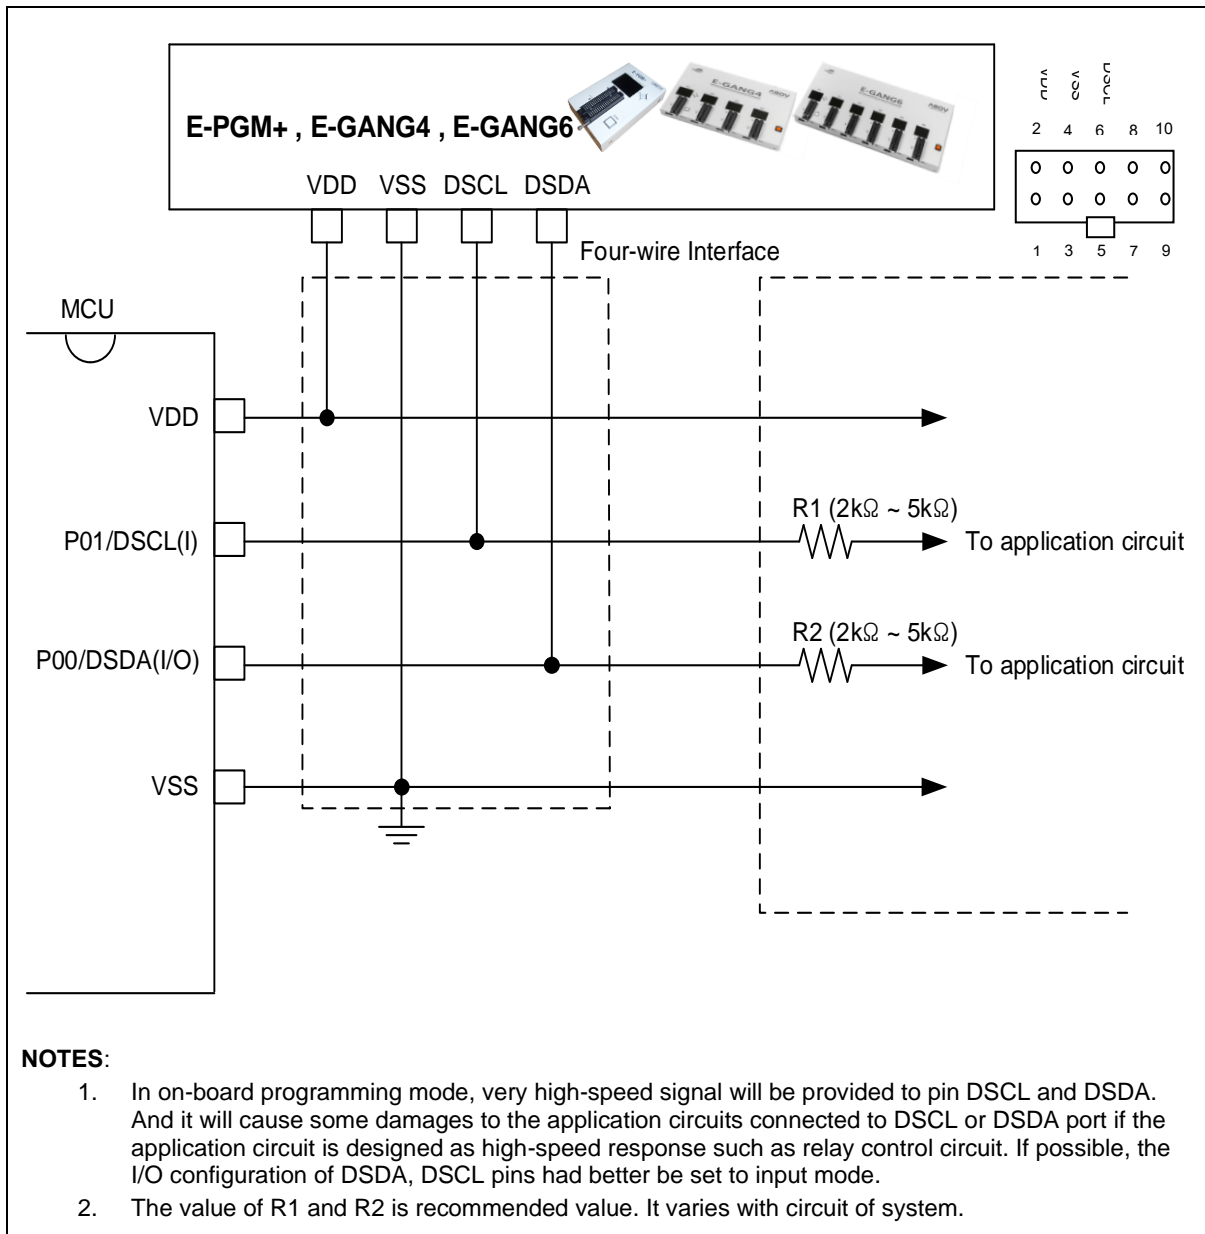 E-PGM+ , E-GANG4 , E-GANG6
E-PGM+
E-GANG4
E-GANG6
VDD VSS DSCL
2 4 6 8 10
1 3 5 7 9
VDD VSS DSCL DSDA
Four-wire Interface
MCU
VDD
R1 (2kΩ ~ 5kΩ)
P01/DSCL(I)
To application circuit
R2 (2kΩ ~ 5kΩ)
P00/DSDA(I/O)
To application circuit
VSS
NOTES:
1. In on-board programming mode, very high-speed signal will be provided to pin DSCL and DSDA.
And it will cause some damages to the application circuits connected to DSCL or DSDA port if the
application circuit is designed as high-speed response such as relay control circuit. If possible, the
I/O configuration of DSDA, DSCL pins had better be set to input mode.
2. The value of R1 and R2 is recommended value. It varies with circuit of system.